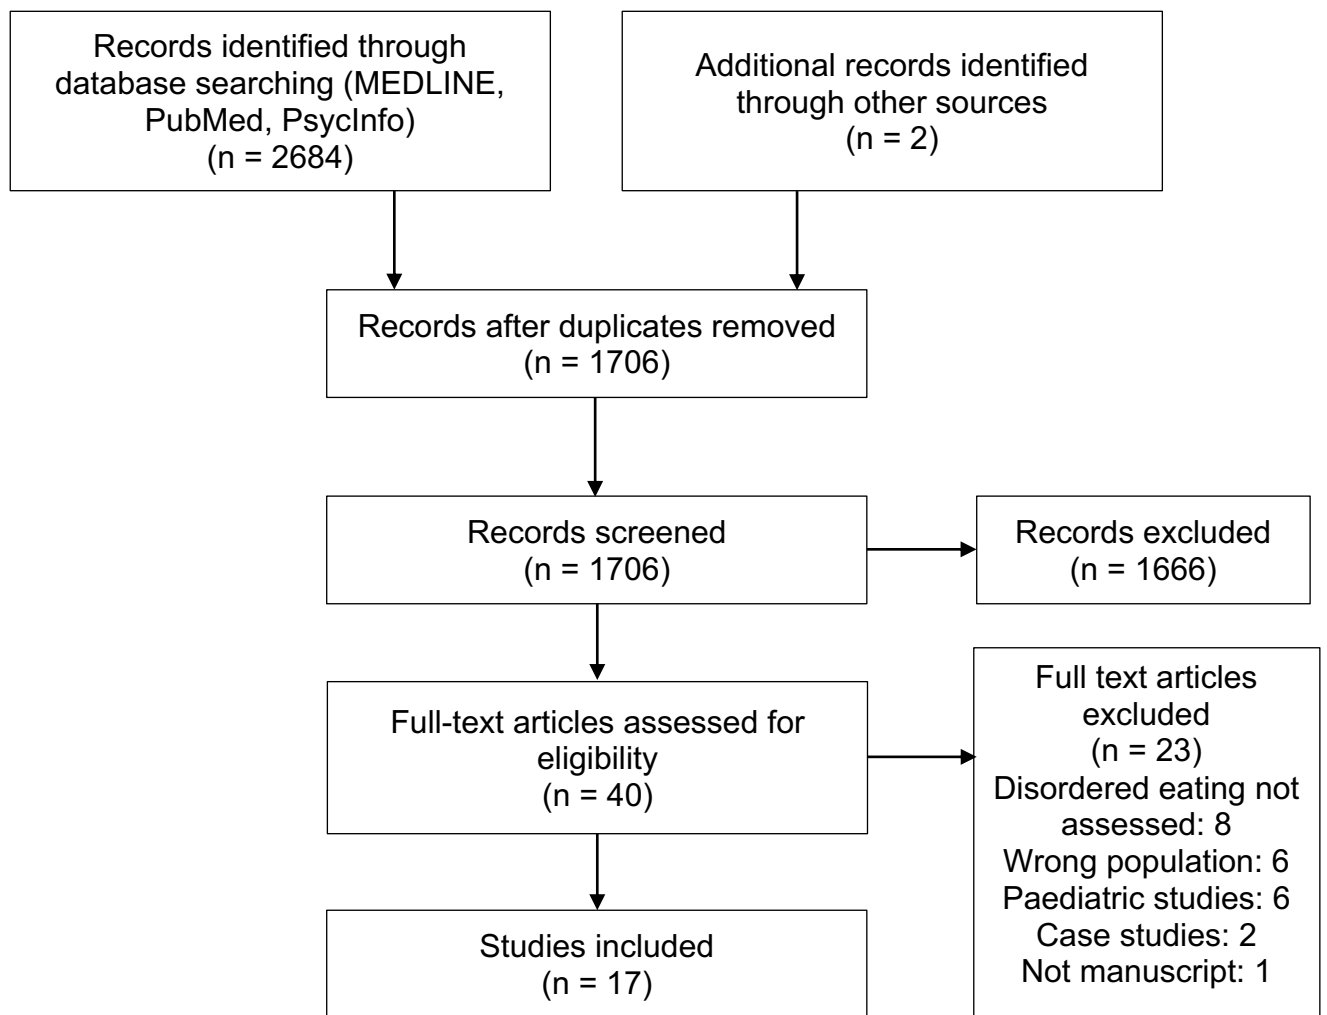 Records identified through
database searching (MEDLINE,
PubMed, PsycInfo)
(n = 2684)
Additional records identified
through other sources
(n = 2)
Records after duplicates removed
(n = 1706)
Records screened
(n = 1706)
Records excluded
(n = 1666)
Full-text articles assessed for
eligibility
(n = 40)
Full text articles
excluded
(n = 23)
Disordered eating not
assessed: 8
Wrong population: 6
Paediatric studies: 6
Case studies: 2
Not manuscript: 1
Studies included
(n = 17)